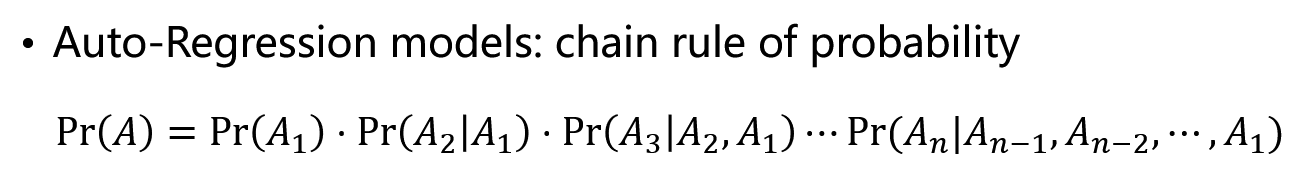 • Auto-Regression models: chain rule of probability
Pr(A) = Pr(A₁) · Pr(A₂|A₁) · Pr(A₃|A₂, A₁) ⋯ Pr(Aₙ|Aₙ₋₁, Aₙ₋₂, ⋯ , A₁)